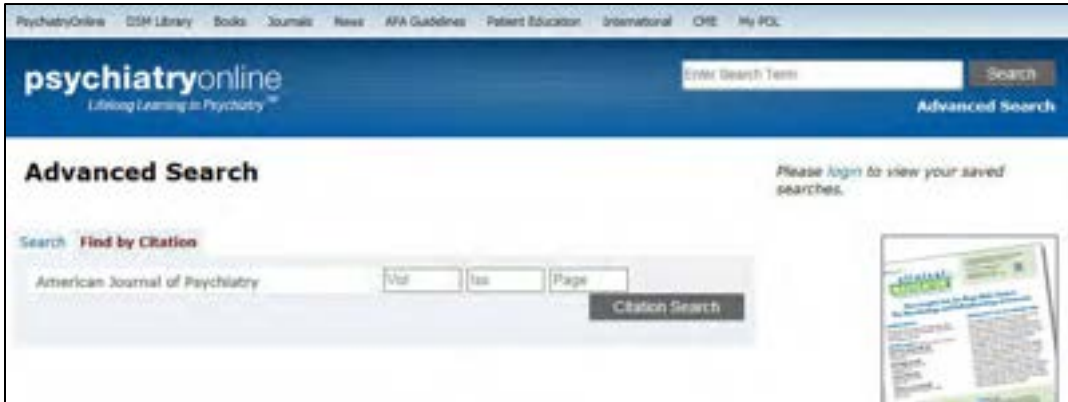 PsychiatryOnline DSM Library Books Journals News APA Guidelines Patient Education International CME My POL
psychiatryonline
Lifelong Learning in Psychiatry™
Enter Search Term
Search
Advanced Search
Advanced Search
Please login to view your saved searches.
Search Find by Citation
American Journal of Psychiatry
Vol
Iss
Page
Citation Search